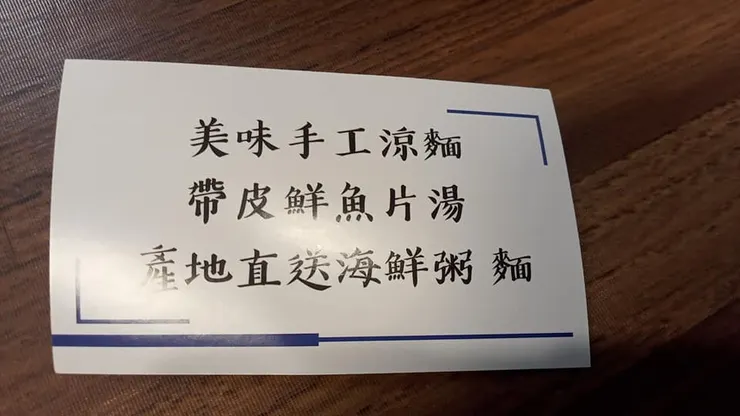 美味手工涼麵
帶皮鮮魚片湯
產地直送海鮮粥 麵